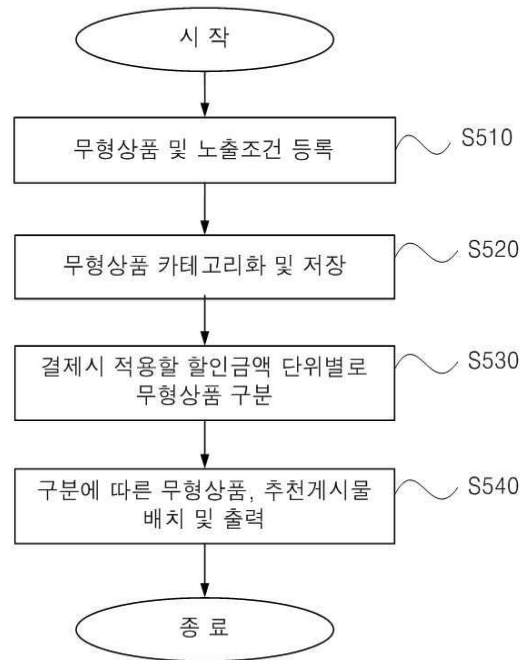 시 작
무형상품 및 노출조건 등록
S510
무형상품 카테고리화 및 저장
S520
결제시 적용할 할인금액 단위별로
무형상품 구분
S530
구분에 따른 무형상품, 추천게시물
배치 및 출력
S540
종 료